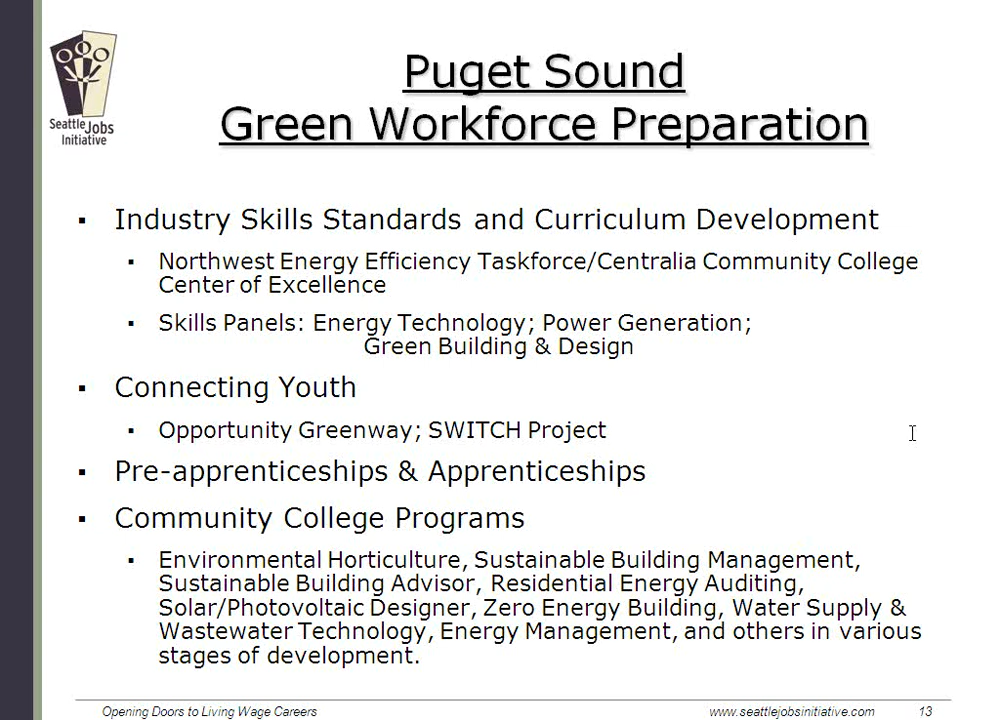 Seattle Jobs
Initiative
Puget Sound
Green Workforce Preparation
▪ Industry Skills Standards and Curriculum Development
▪ Northwest Energy Efficiency Taskforce/Centralia Community College
Center of Excellence
▪ Skills Panels: Energy Technology; Power Generation;
Green Building & Design
▪ Connecting Youth
▪ Opportunity Greenway; SWITCH Project
▪ Pre-apprenticeships & Apprenticeships
▪ Community College Programs
▪ Environmental Horticulture, Sustainable Building Management,
Sustainable Building Advisor, Residential Energy Auditing,
Solar/Photovoltaic Designer, Zero Energy Building, Water Supply &
Wastewater Technology, Energy Management, and others in various
stages of development.
Opening Doors to Living Wage Careers
www.seattlejobsinitiative.com
13